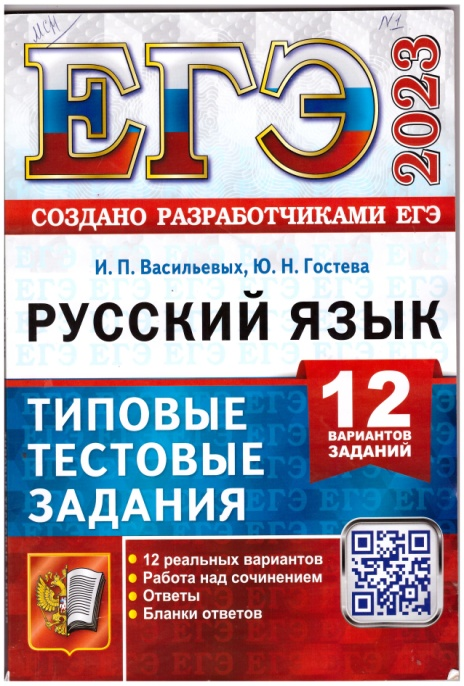 МСН
N1
ЕГЭ
2023
СОЗДАНО РАЗРАБОТЧИКАМИ ЕГЭ
И. П. Васильевых, Ю. Н. Гостева
РУССКИЙ ЯЗЫК
ТИПОВЫЕ
ТЕСТОВЫЕ
ЗАДАНИЯ
12
ВАРИАНТОВ
ЗАДАНИЙ
• 12 реальных вариантов
• Работа над сочинением
• Ответы
• Бланки ответов